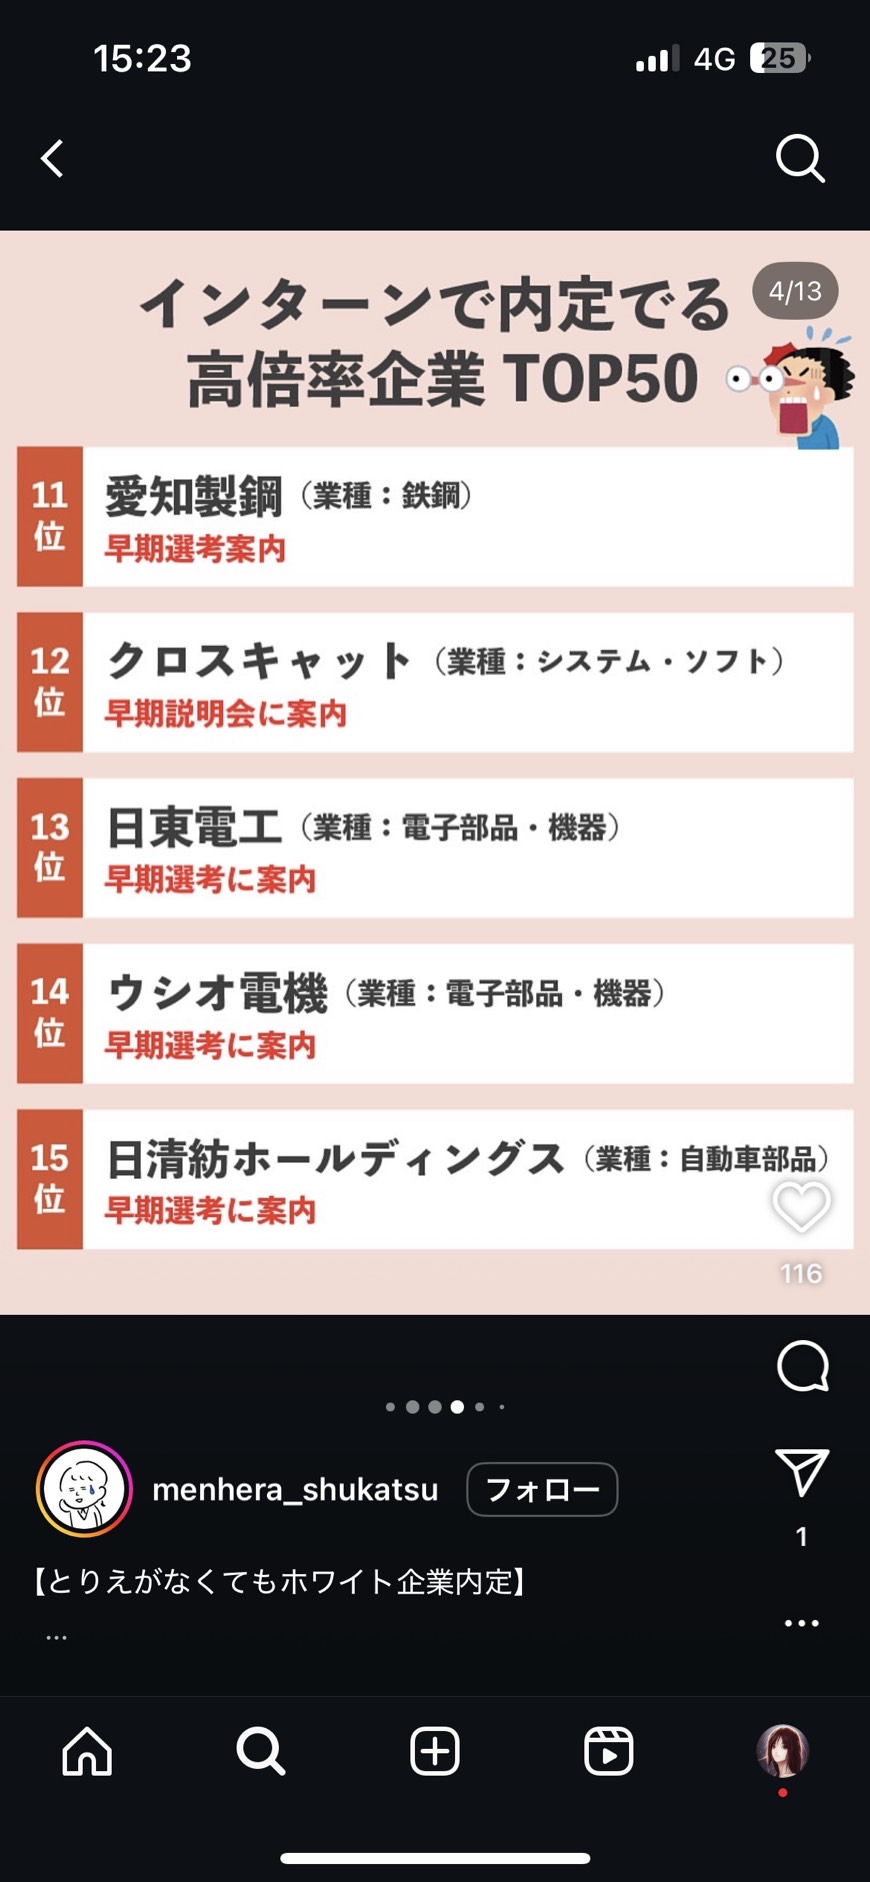 15:23
4G
25
インターンで内定でる
4/13
高倍率企業 TOP50
11位
愛知製鋼（業種：鉄鋼）
早期選考案内
12位
クロスキャット（業種：システム・ソフト）
早期説明会に案内
13位
日東電工（業種：電子部品・機器）
早期選考に案内
14位
ウシオ電機（業種：電子部品・機器）
早期選考に案内
15位
日清紡ホールディングス（業種：自動車部品）
早期選考に案内
116
menhera_shukatsu
フォロー
1
【とりえがなくてもホワイト企業内定】
...